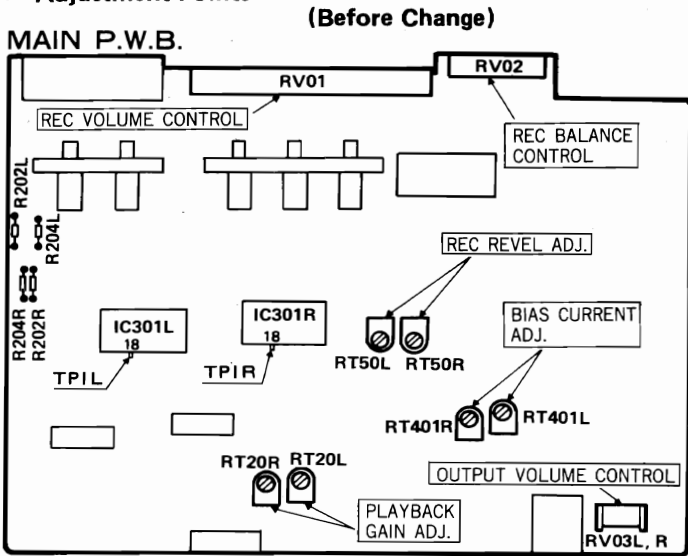 (Before Change)
MAIN P.W.B.
RV01
RV02
REC VOLUME CONTROL
REC BALANCE
CONTROL
R202L
R204L
REC REVEL ADJ.
R204R
R202R
IC301L
18
IC301R
18
BIAS CURRENT
ADJ.
TPIL
TPIR
RT50L
RT50R
RT401R
RT401L
RT20R
RT20L
OUTPUT VOLUME CONTROL
PLAYBACK
GAIN ADJ.
RV03L, R